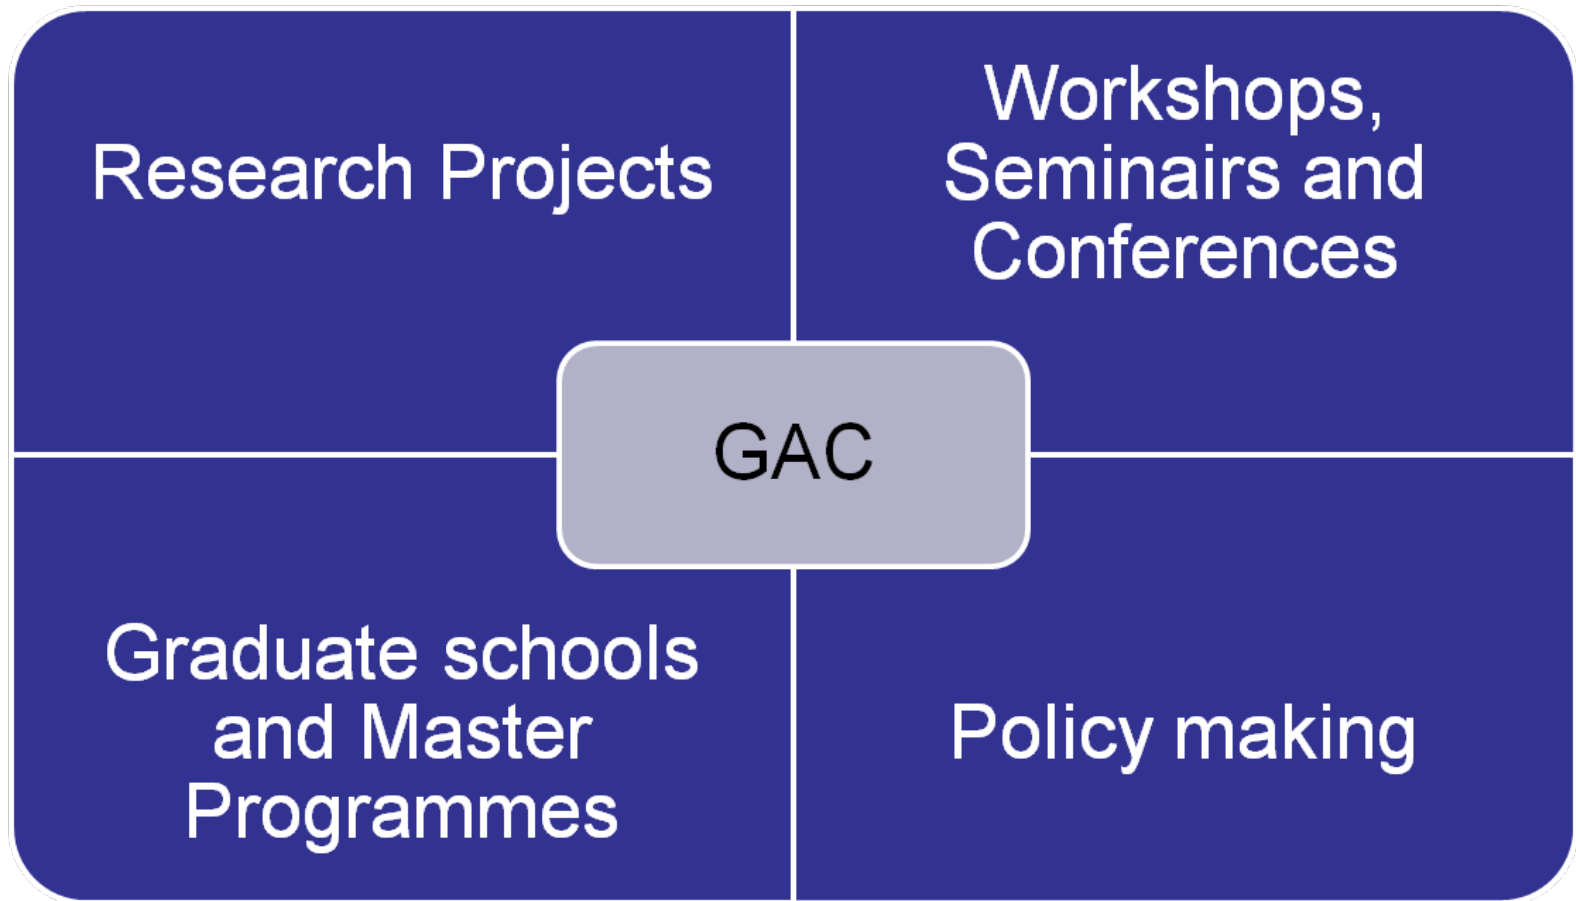 Research Projects
Workshops,
Seminairs and
Conferences
GAC
Graduate schools
and Master
Programmes
Policy making